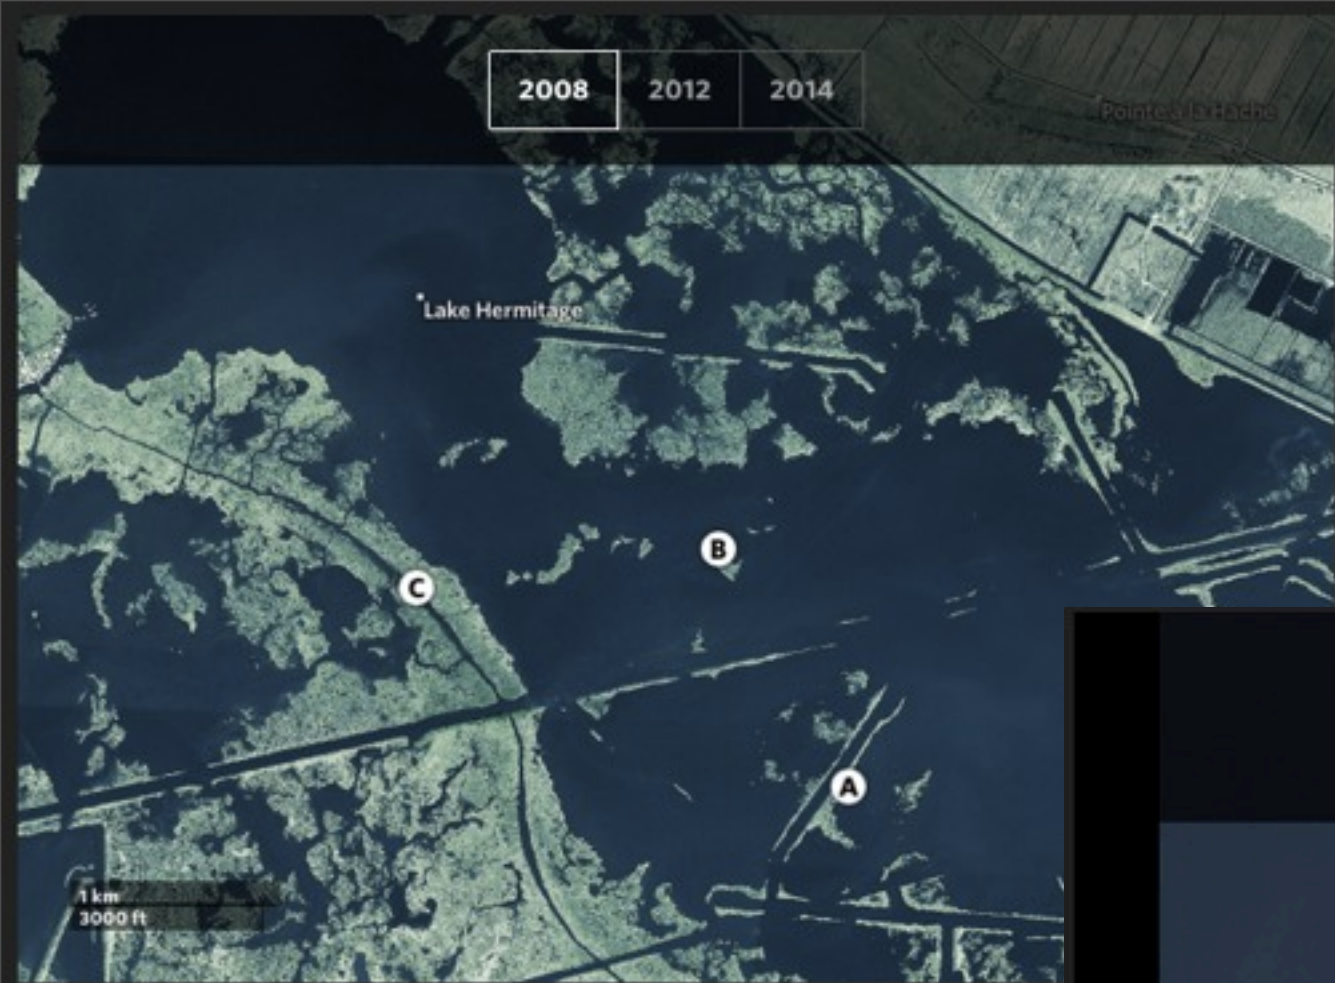 2008 2012 2014
Pointe à la Hache
Lake Hermitage
B
C
A
1 km
3000 ft